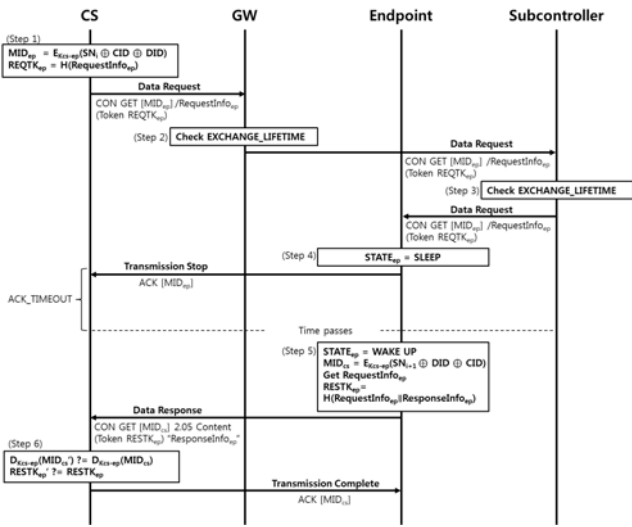 CS GW Endpoint Subcontroller
(Step 1)
MIDep = EKcs-ep(SNi ⊕ CID ⊕ DID)
REQTKep = H(RequestInfoep)
Data Request
CON GET [MIDep] /RequestInfoep
(Token REQTKep)
(Step 2) Check EXCHANGE_LIFETIME
Data Request
CON GET [MIDep] /RequestInfoep
(Token REQTKep)
(Step 3) Check EXCHANGE_LIFETIME
Data Request
CON GET [MIDep] /RequestInfoep
(Token REQTKep)
(Step 4) STATEep = SLEEP
Transmission Stop
ACK [MIDep]
ACK_TIMEOUT
Time passes
(Step 5) STATEep = WAKE UP
MIDcs = EKcs-ep(SNi+1 ⊕ DID ⊕ CID)
Get RequestInfoep
RESTKep=
H(RequestInfoep||ResponseInfoep)
Data Response
CON GET [MIDcs] 2.05 Content
(Token RESTKep) "ResponseInfoep"
(Step 6)
DKcs-ep(MIDcs') ?= DKcs-ep(MIDcs)
RESTKep' ?= RESTKep
Transmission Complete
ACK [MIDcs]